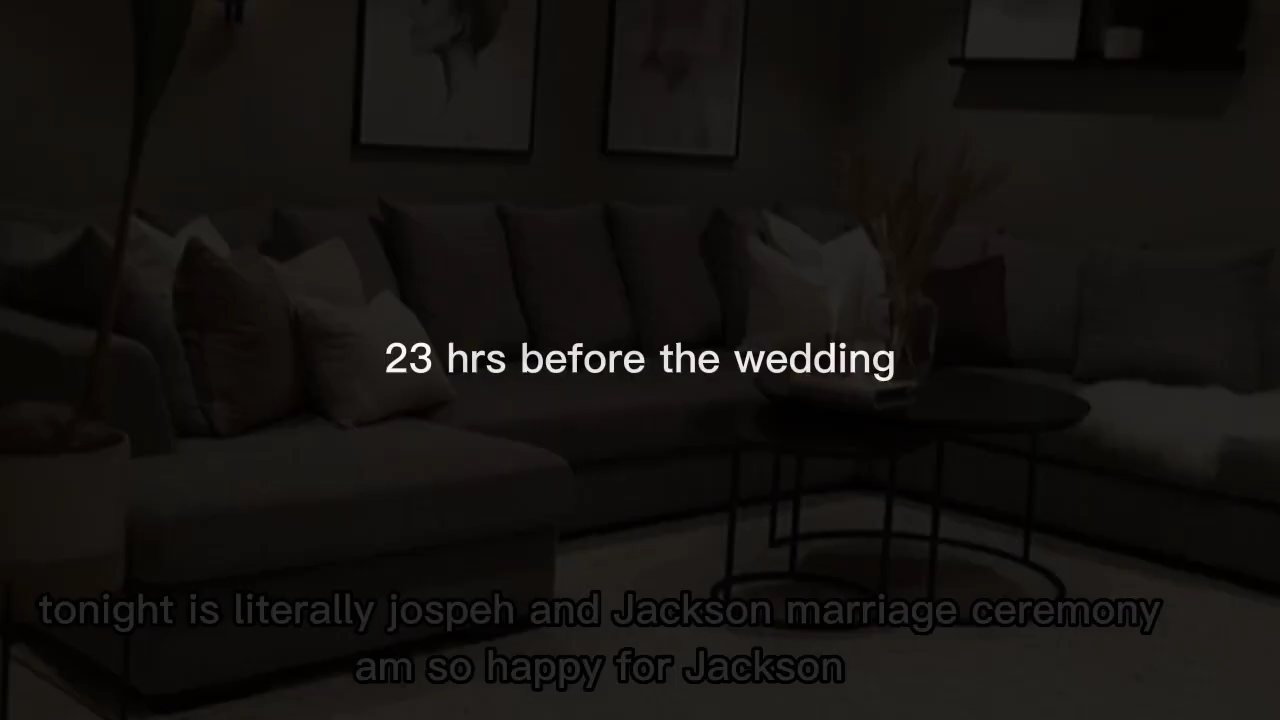 23 hrs before the wedding
tonight is literally jospeh and Jackson marriage ceremony
am so happy for Jackson